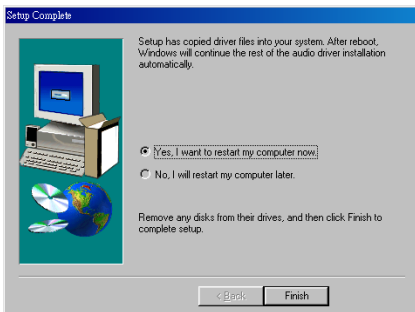 Setup Complete
Setup has copied driver files into your system. After reboot,
Windows will continue the rest of the audio driver installation
automatically.
Yes, I want to restart my computer now.
No, I will restart my computer later.
Remove any disks from their drives, and then click Finish to
complete setup.
< Back
Finish